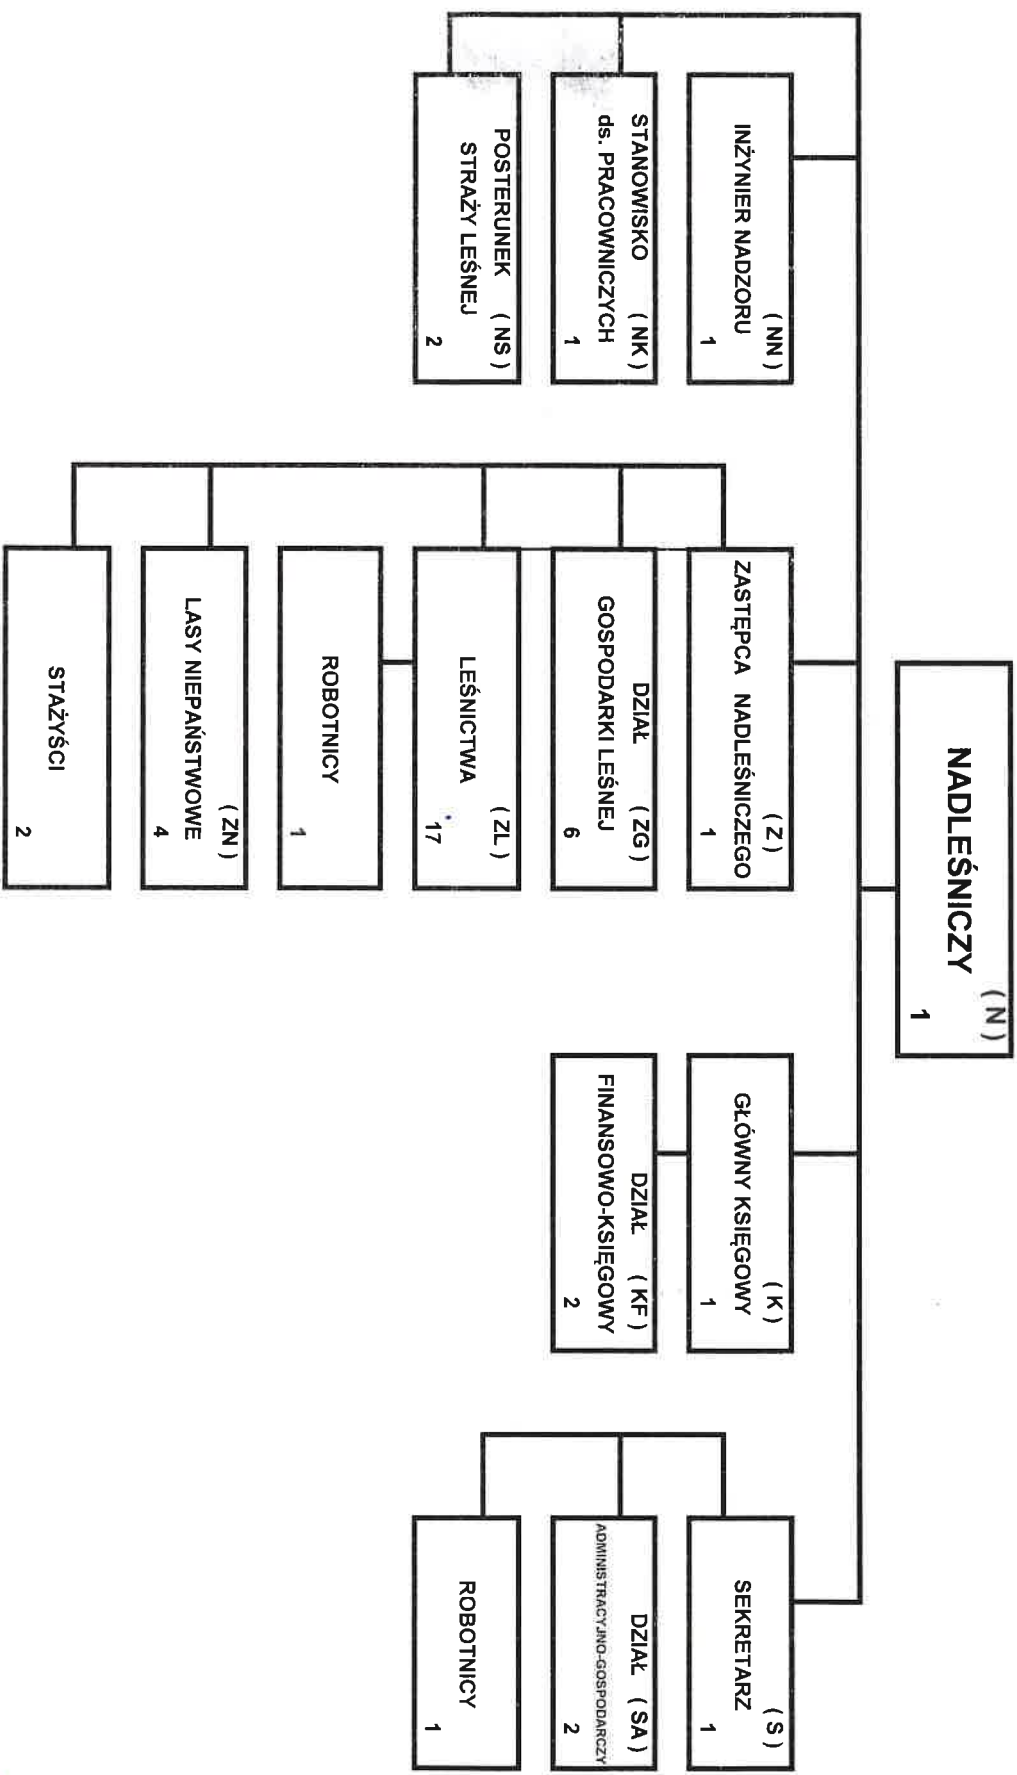 ( N )
NADLEŚNICZY
1
( NN )
INŻYNIER NADZORU
1
STANOWISKO ( NK )
ds. PRACOWNICZYCH
1
POSTERUNEK ( NS )
STRAŻY LEŚNEJ
2
( Z )
ZASTĘPCA NADLEŚNICZEGO
1
DZIAŁ ( ZG )
GOSPODARKI LEŚNEJ
6
( ZL )
LEŚNICTWA
17
ROBOTNICY
1
( ZN )
LASY NIEPAŃSTWOWE
4
STAŻYŚCI
2
( K )
GŁÓWNY KSIĘGOWY
1
DZIAŁ ( KF )
FINANSOWO-KSIĘGOWY
2
( S )
SEKRETARZ
1
DZIAŁ ( SA )
ADMINISTRACYJNO-GOSPODARCZY
2
ROBOTNICY
1